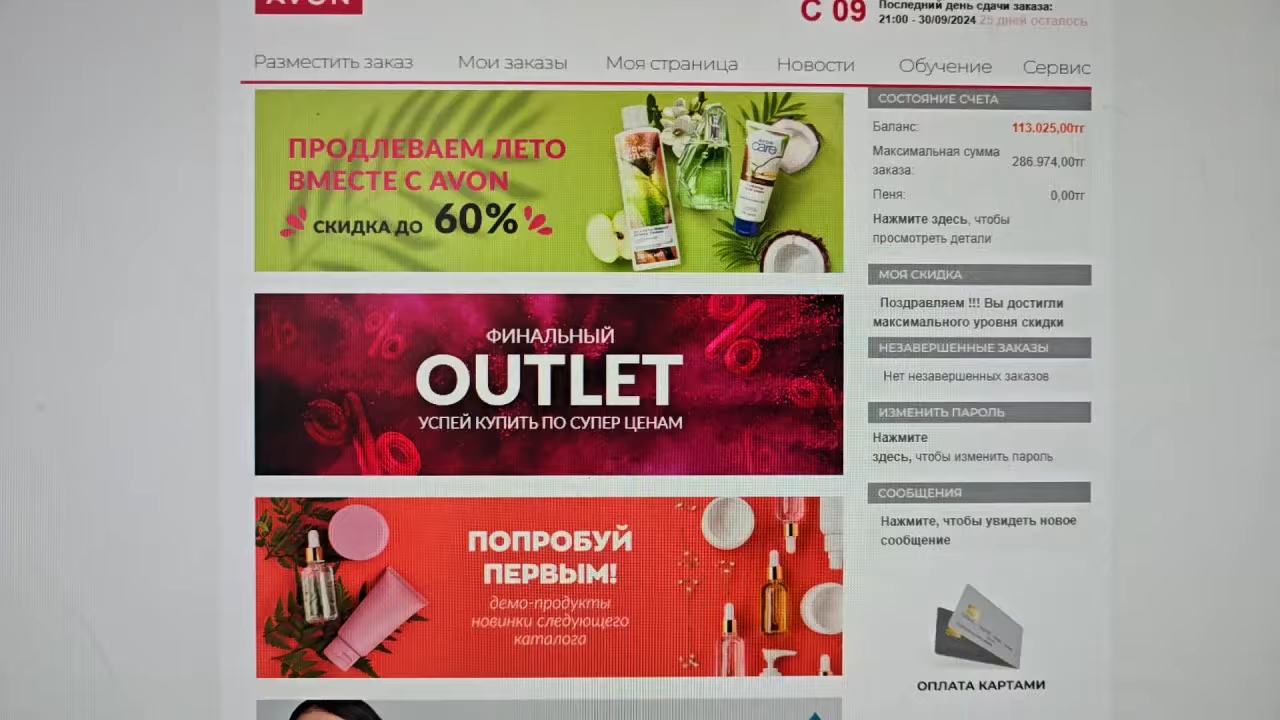 AVON
С 09
Последний день сдачи заказа:
21:00 - 30/09/2024 25 дней осталось
Разместить заказ Мои заказы Моя страница Новости Обучение Сервис
ПРОДЛЕВАЕМ ЛЕТО
ВМЕСТЕ С AVON
СКИДКА ДО 60%
care
ФИНАЛЬНЫЙ
OUTLET
УСПЕЙ КУПИТЬ ПО СУПЕР ЦЕНАМ
ПОПРОБУЙ
ПЕРВЫМ!
демо-продукты
новинки следующего
каталога
СОСТОЯНИЕ СЧЕТА
Баланс: 113.025,00тг
Максимальная сумма
заказа: 286.974,00тг
Пеня: 0,00тг
Нажмите здесь, чтобы
просмотреть детали
МОЯ СКИДКА
Поздравляем !!! Вы достигли
максимального уровня скидки
НЕЗАВЕРШЕННЫЕ ЗАКАЗЫ
Нет незавершенных заказов
ИЗМЕНИТЬ ПАРОЛЬ
Нажмите
здесь, чтобы изменить пароль
СООБЩЕНИЯ
Нажмите, чтобы увидеть новое
сообщение
ОПЛАТА КАРТАМИ